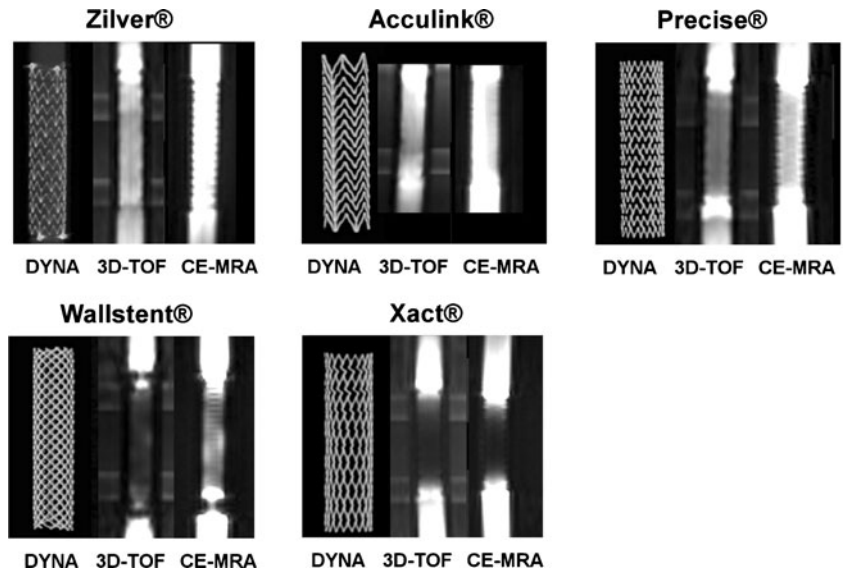 Zilver® Acculink® Precise®
DYNA 3D-TOF CE-MRA DYNA 3D-TOF CE-MRA DYNA 3D-TOF CE-MRA
Wallstent® Xact®
DYNA 3D-TOF CE-MRA DYNA 3D-TOF CE-MRA